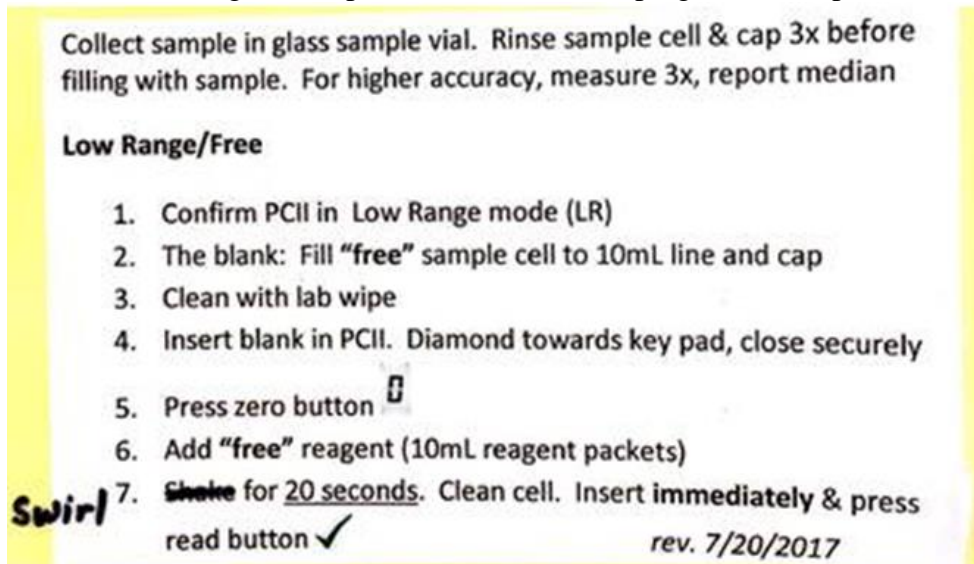 Collect sample in glass sample vial. Rinse sample cell & cap 3x before
filling with sample. For higher accuracy, measure 3x, report median
Low Range/Free
1. Confirm PCII in Low Range mode (LR)
2. The blank: Fill "free" sample cell to 10mL line and cap
3. Clean with lab wipe
4. Insert blank in PCII. Diamond towards key pad, close securely
5. Press zero button 0
6. Add "free" reagent (10mL reagent packets)
Swirl 7. Shake for 20 seconds. Clean cell. Insert immediately & press
read button ✓ rev. 7/20/2017